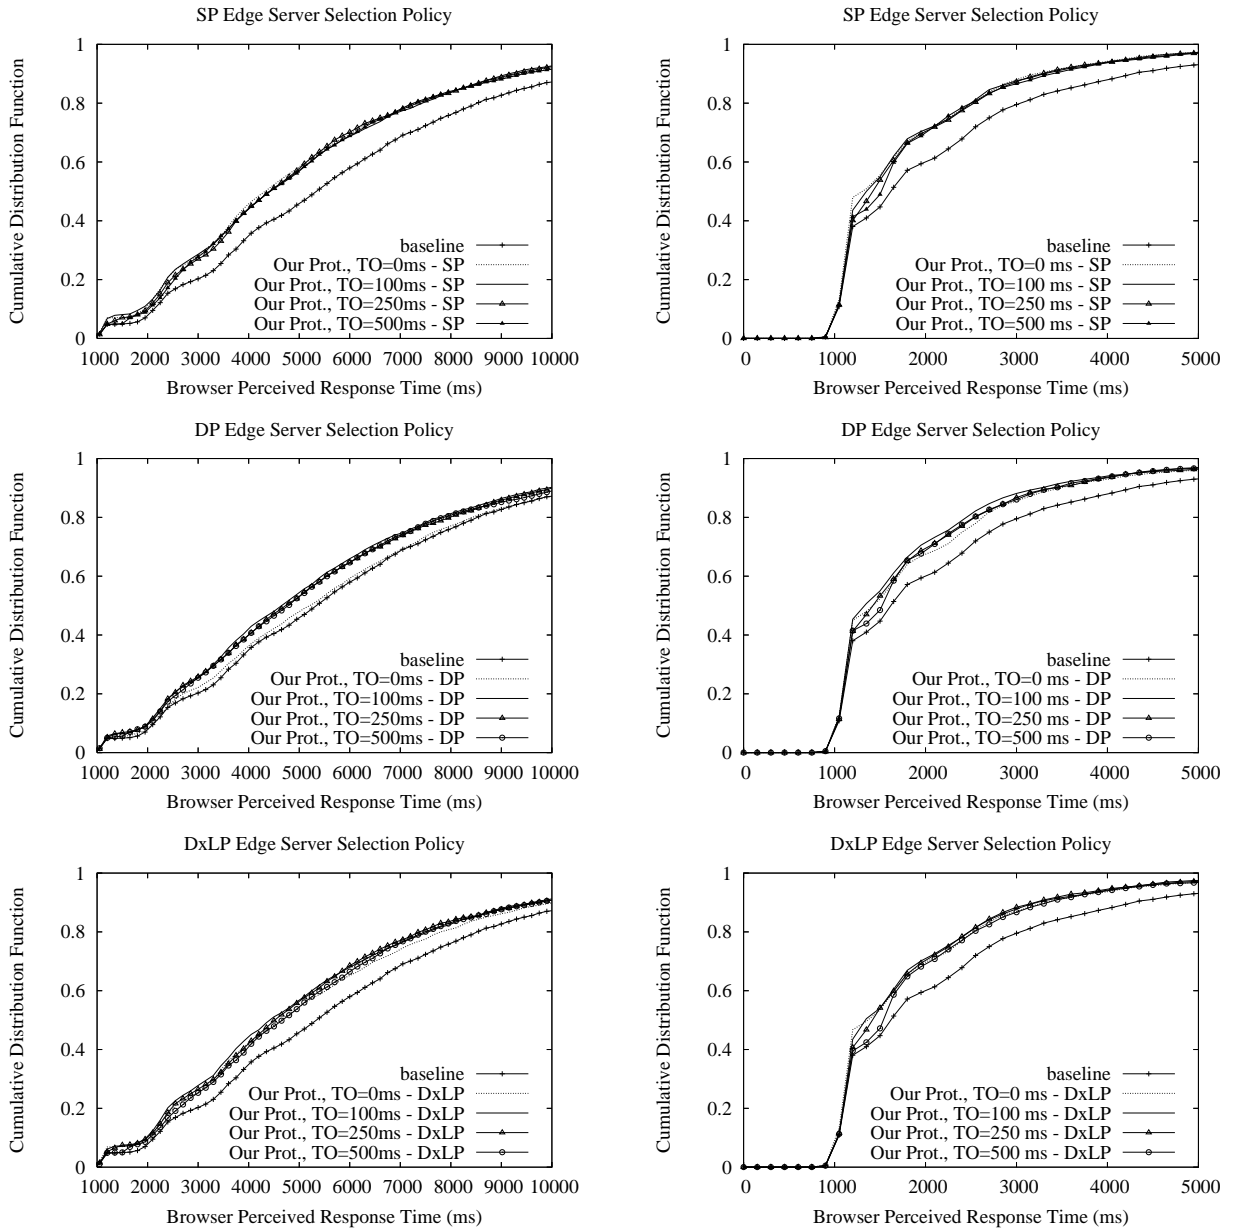 SP Edge Server Selection Policy
Cumulative Distribution Function
1
0.8
0.6
0.4
0.2
0
baseline
Our Prot., TO=0ms - SP
Our Prot., TO=100ms - SP
Our Prot., TO=250ms - SP
Our Prot., TO=500ms - SP
1000 2000 3000 4000 5000 6000 7000 8000 9000 10000
Browser Perceived Response Time (ms)
SP Edge Server Selection Policy
Cumulative Distribution Function
1
0.8
0.6
0.4
0.2
0
baseline
Our Prot., TO=0 ms - SP
Our Prot., TO=100 ms - SP
Our Prot., TO=250 ms - SP
Our Prot., TO=500 ms - SP
0 1000 2000 3000 4000 5000
Browser Perceived Response Time (ms)
DP Edge Server Selection Policy
Cumulative Distribution Function
1
0.8
0.6
0.4
0.2
0
baseline
Our Prot., TO=0ms - DP
Our Prot., TO=100ms - DP
Our Prot., TO=250ms - DP
Our Prot., TO=500ms - DP
1000 2000 3000 4000 5000 6000 7000 8000 9000 10000
Browser Perceived Response Time (ms)
DP Edge Server Selection Policy
Cumulative Distribution Function
1
0.8
0.6
0.4
0.2
0
baseline
Our Prot., TO=0 ms - DP
Our Prot., TO=100 ms - DP
Our Prot., TO=250 ms - DP
Our Prot., TO=500 ms - DP
0 1000 2000 3000 4000 5000
Browser Perceived Response Time (ms)
DxLP Edge Server Selection Policy
Cumulative Distribution Function
1
0.8
0.6
0.4
0.2
0
baseline
Our Prot., TO=0ms - DxLP
Our Prot., TO=100ms - DxLP
Our Prot., TO=250ms - DxLP
Our Prot., TO=500ms - DxLP
1000 2000 3000 4000 5000 6000 7000 8000 9000 10000
Browser Perceived Response Time (ms)
DxLP Edge Server Selection Policy
Cumulative Distribution Function
1
0.8
0.6
0.4
0.2
0
baseline
Our Prot., TO=0 ms - DxLP
Our Prot., TO=100 ms - DxLP
Our Prot., TO=250 ms - DxLP
Our Prot., TO=500 ms - DxLP
0 1000 2000 3000 4000 5000
Browser Perceived Response Time (ms)